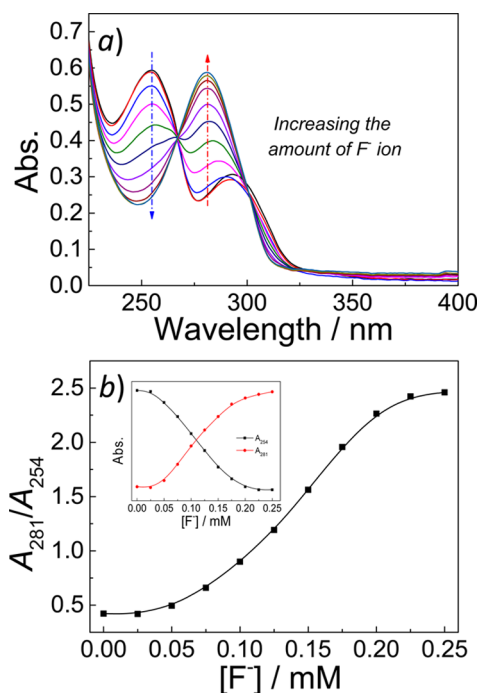 a)
0.7
0.6
0.5
0.4
0.3
0.2
0.1
0.0
Abs.
Increasing the
amount of F⁻ ion
250 300 350 400
Wavelength / nm
b)
2.5
2.0
1.5
1.0
0.5
A₂₈₁/A₂₅₄
Abs.
A₂₅₄
A₂₈₁
0.00 0.05 0.10 0.15 0.20 0.25
[F⁻] / mM
0.00 0.05 0.10 0.15 0.20 0.25
[F⁻] / mM